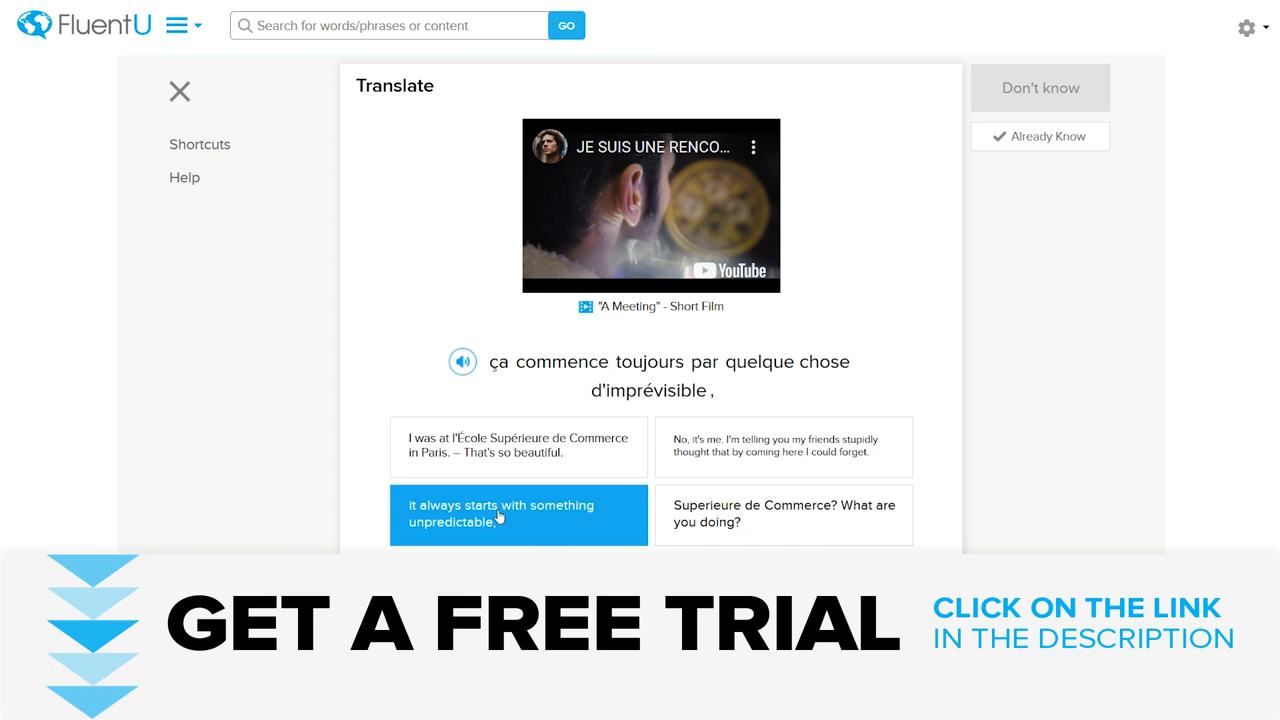 FluentU
Search for words/phrases or content
GO
Translate
Don't know
Already Know
Shortcuts
Help
JE SUIS UNE RENCO...
YouTube
"A Meeting" - Short Film
ça commence toujours par quelque chose
d'imprévisible ,
I was at l'École Supérieure de Commerce
in Paris. – That's so beautiful.
No, it's me. I'm telling you my friends stupidly
thought that by coming here I could forget.
it always starts with something
unpredictable,
Superieure de Commerce? What are
you doing?
GET A FREE TRIAL
CLICK ON THE LINK
IN THE DESCRIPTION